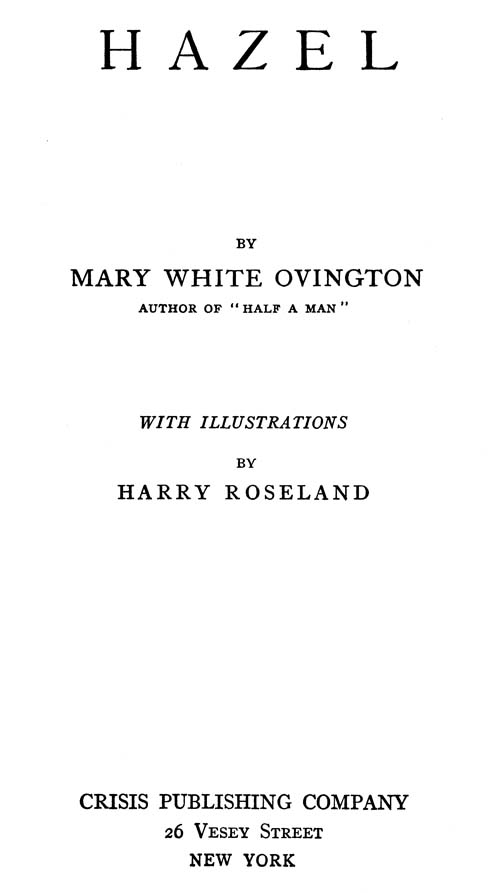 HAZEL
BY
MARY WHITE OVINGTON
AUTHOR OF "HALF A MAN"
WITH ILLUSTRATIONS
BY
HARRY ROSELAND
CRISIS PUBLISHING COMPANY
26 VESEY STREET
NEW YORK